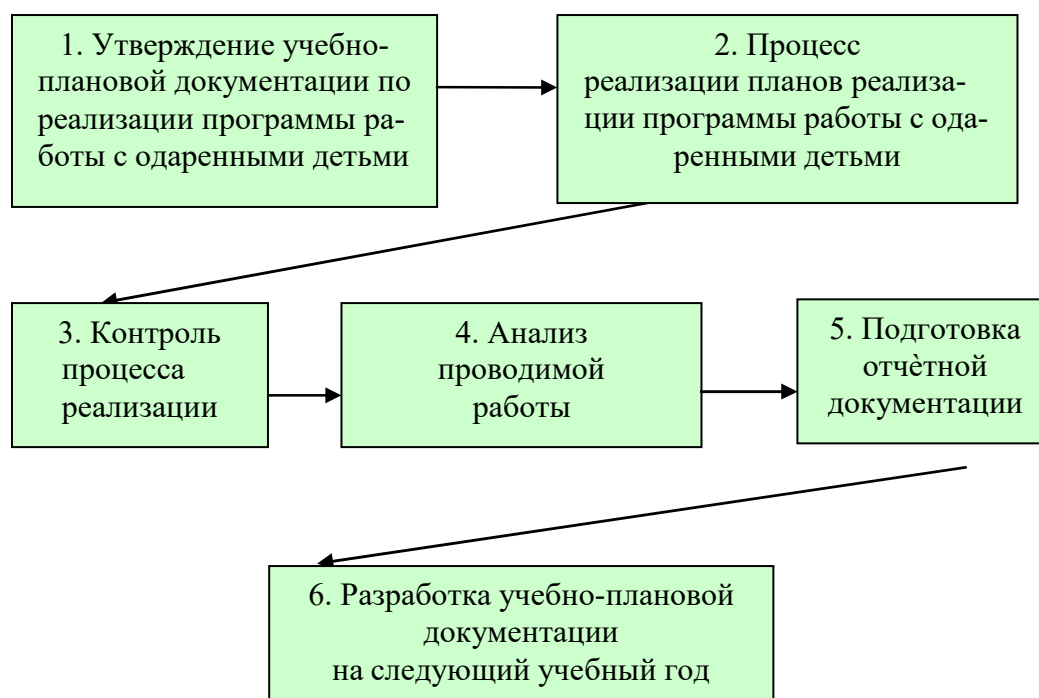 1. Утверждение учебно-
плановой документации по
реализации программы ра-
боты с одаренными детьми
2. Процесс
реализации планов реализа-
ции программы работы с ода-
ренными детьми
3. Контроль
процесса
реализации
4. Анализ
проводимой
работы
5. Подготовка
отчѐтной
документации
6. Разработка учебно-плановой
документации
на следующий учебный год